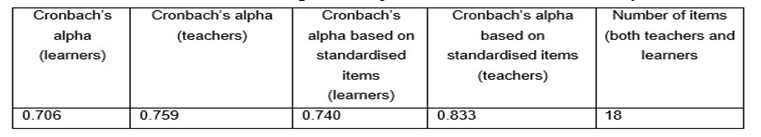 Cronbach's
alpha
(learners)
Cronbach's alpha
(teachers)
Cronbach's
alpha based on
standardised
items
(learners)
Cronbach's alpha
based on
standardised items
(teachers)
Number of items
(both teachers and
learners
0.706
0.759
0.740
0.833
18